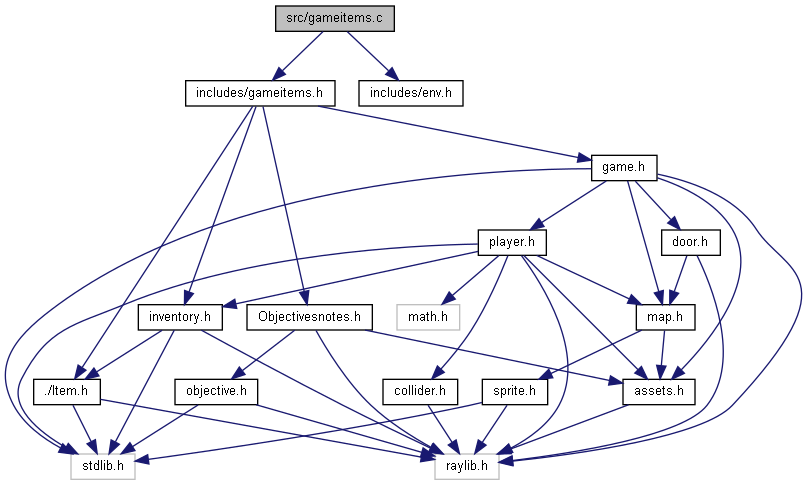 src/gameitems.c
includes/gameitems.h
includes/env.h
game.h
player.h
door.h
inventory.h
Objectivesnotes.h
math.h
map.h
./Item.h
objective.h
collider.h
sprite.h
assets.h
stdlib.h
raylib.h